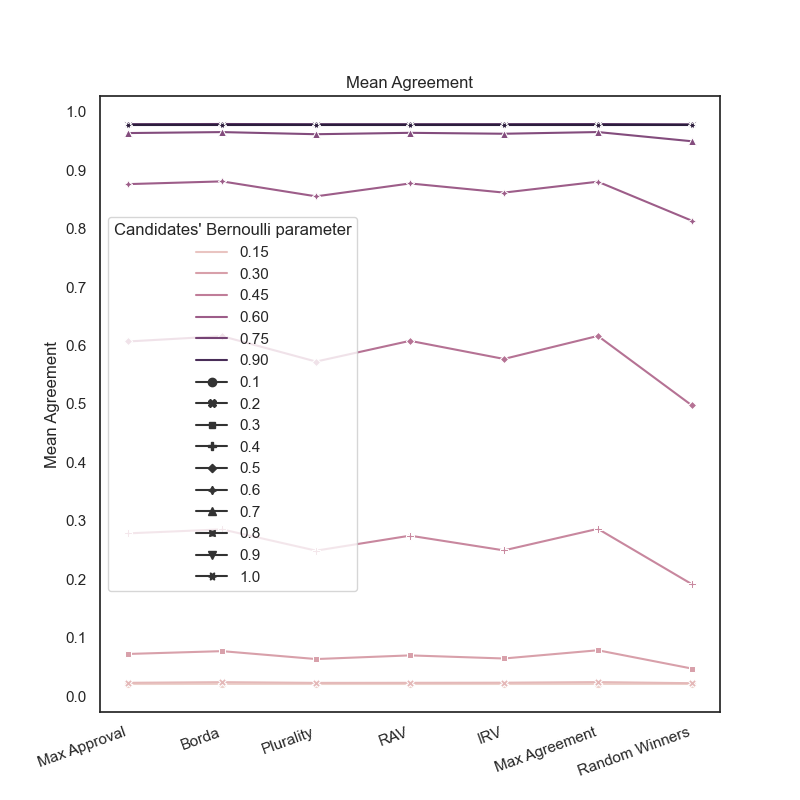 Mean Agreement
1.0
0.9
0.8
0.7
0.6
0.5
0.4
0.3
0.2
0.1
0.0
Mean Agreement
Candidates' Bernoulli parameter
0.15
0.30
0.45
0.60
0.75
0.90
0.1
0.2
0.3
0.4
0.5
0.6
0.7
0.8
0.9
1.0
Max Approval
Borda
Plurality
RAV
IRV
Max Agreement
Random Winners